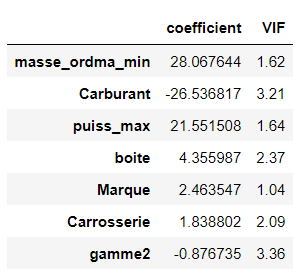 coefficient VIF
masse_ordma_min 28.067644 1.62
Carburant -26.536817 3.21
puiss_max 21.551508 1.64
boite 4.355987 2.37
Marque 2.463547 1.04
Carrosserie 1.838802 2.09
gamme2 -0.876735 3.36